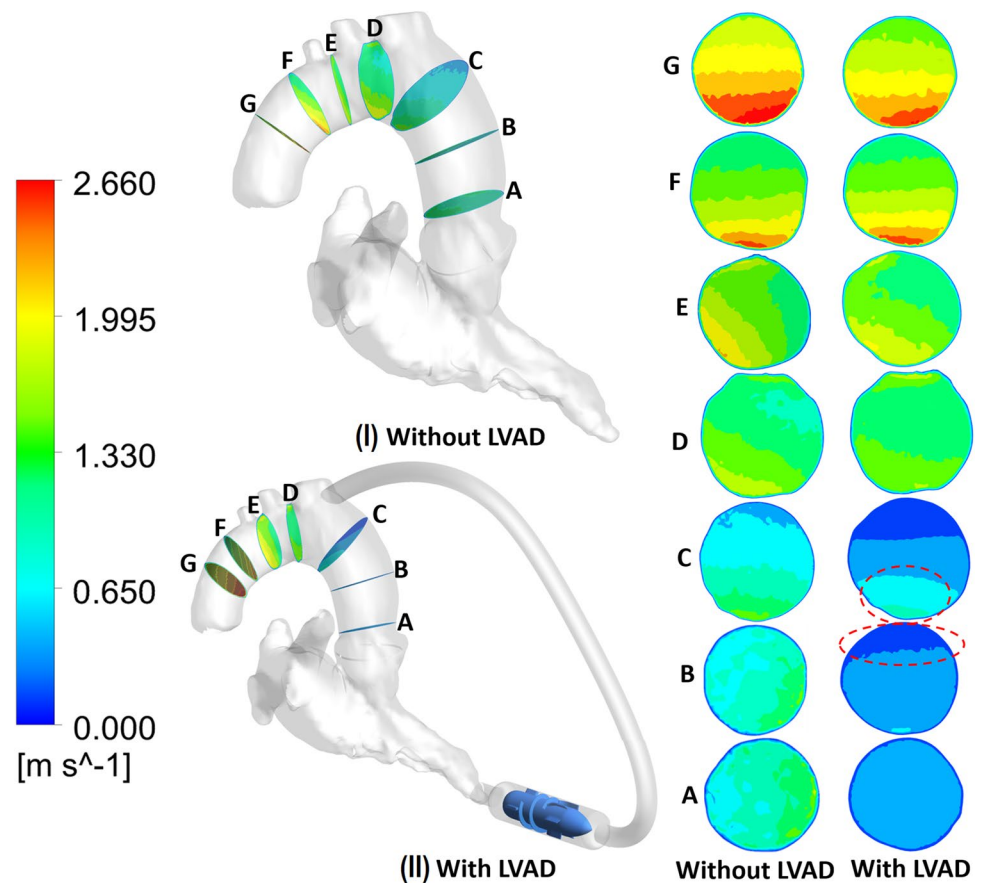 D
E
C
F
G
B
A
(I) Without LVAD
2.660
1.995
1.330
0.650
0.000
[m s^-1]
D
E
C
F
G
B
A
(II) With LVAD
G
F
E
D
C
B
A
Without LVAD
With LVAD